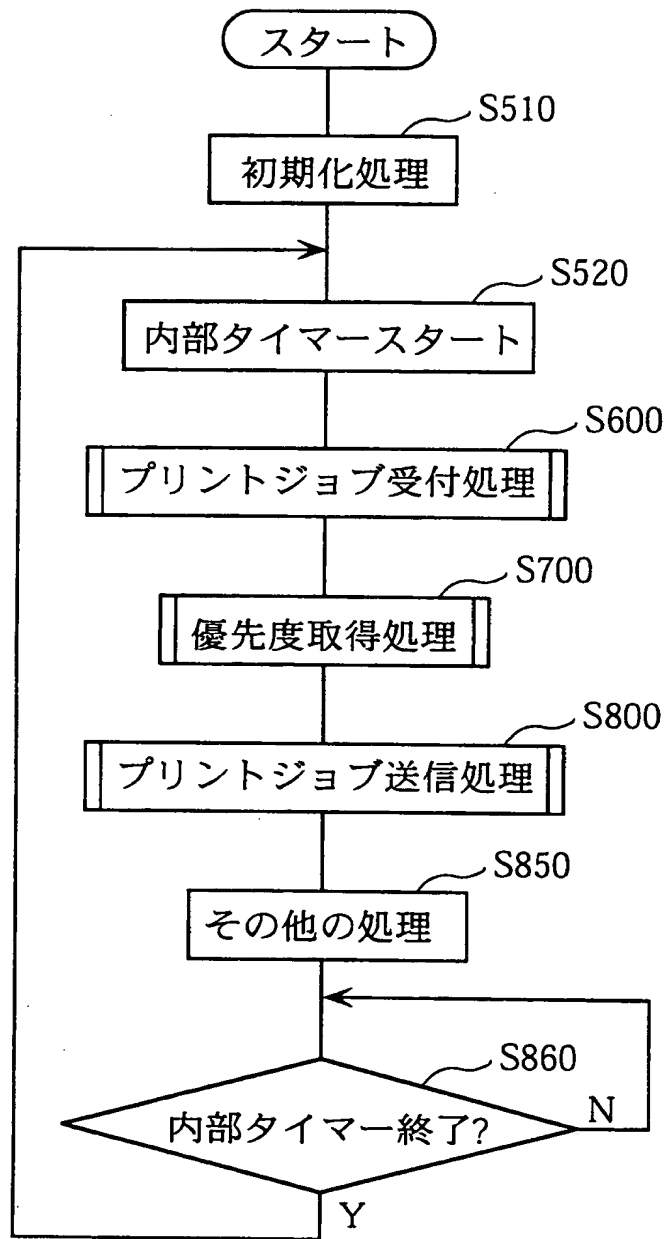 スタート
S510
初期化処理
S520
内部タイマースタート
S600
プリントジョブ受付処理
S700
優先度取得処理
S800
プリントジョブ送信処理
S850
その他の処理
S860
内部タイマー終了?
N
Y